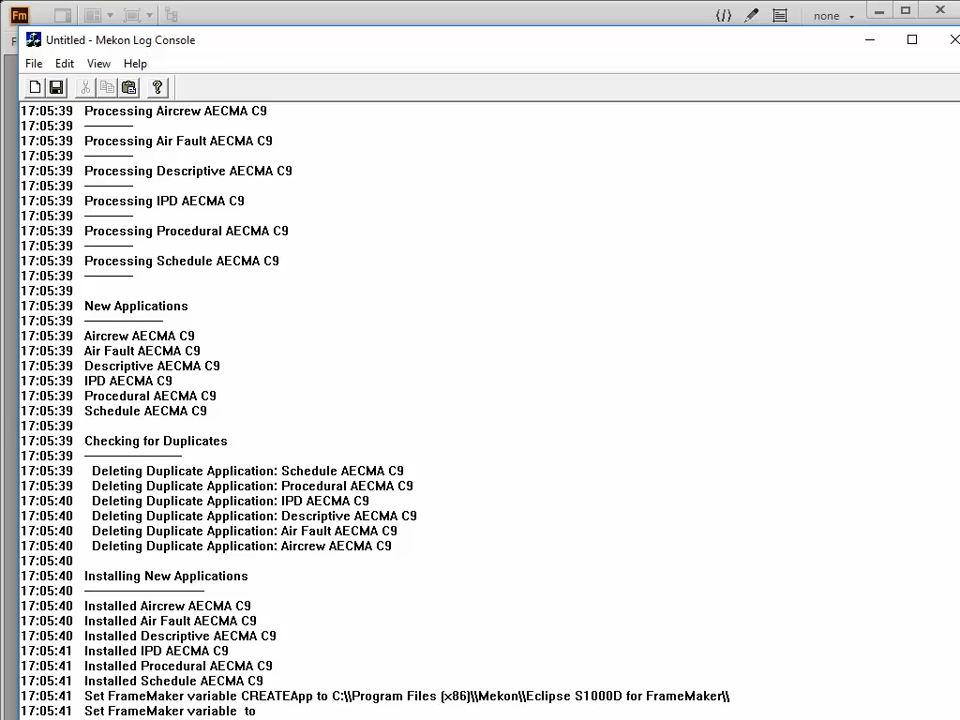 Fm
none
Untitled - Mekon Log Console
File Edit View Help
17:05:39 Processing Aircrew AECMA C9
17:05:39 ————
17:05:39 Processing Air Fault AECMA C9
17:05:39 ————
17:05:39 Processing Descriptive AECMA C9
17:05:39 ————
17:05:39 Processing IPD AECMA C9
17:05:39 ————
17:05:39 Processing Procedural AECMA C9
17:05:39 ————
17:05:39 Processing Schedule AECMA C9
17:05:39 ————
17:05:39
17:05:39 New Applications
17:05:39 ———————
17:05:39 Aircrew AECMA C9
17:05:39 Air Fault AECMA C9
17:05:39 Descriptive AECMA C9
17:05:39 IPD AECMA C9
17:05:39 Procedural AECMA C9
17:05:39 Schedule AECMA C9
17:05:39
17:05:39 Checking for Duplicates
17:05:39 ————————
17:05:39 Deleting Duplicate Application: Schedule AECMA C9
17:05:39 Deleting Duplicate Application: Procedural AECMA C9
17:05:40 Deleting Duplicate Application: IPD AECMA C9
17:05:40 Deleting Duplicate Application: Descriptive AECMA C9
17:05:40 Deleting Duplicate Application: Air Fault AECMA C9
17:05:40 Deleting Duplicate Application: Aircrew AECMA C9
17:05:40
17:05:40 Installing New Applications
17:05:40 ——————————
17:05:40 Installed Aircrew AECMA C9
17:05:40 Installed Air Fault AECMA C9
17:05:40 Installed Descriptive AECMA C9
17:05:41 Installed IPD AECMA C9
17:05:41 Installed Procedural AECMA C9
17:05:41 Installed Schedule AECMA C9
17:05:41 Set FrameMaker variable CREATEApp to C:\\Program Files (x86)\\Mekon\\Eclipse S1000D for FrameMaker\\
17:05:41 Set FrameMaker variable to